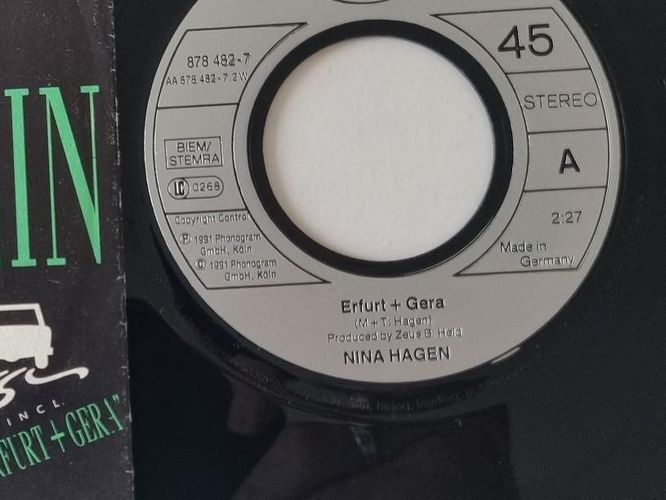 IN
INCL.
FURT + GERA"
878 482-7
AA 878 482-7.2 W
BIEM/
STEMRA
LC 0268
Copyright Control
Ⓟ 1991 Phonogram
GmbH, Köln
© 1991 Phonogram
GmbH, Köln
45
STEREO
A
2:27
Made in
Germany
Erfurt + Gera
(M + T: Hagen)
Produced by Zeus B. Held
NINA HAGEN